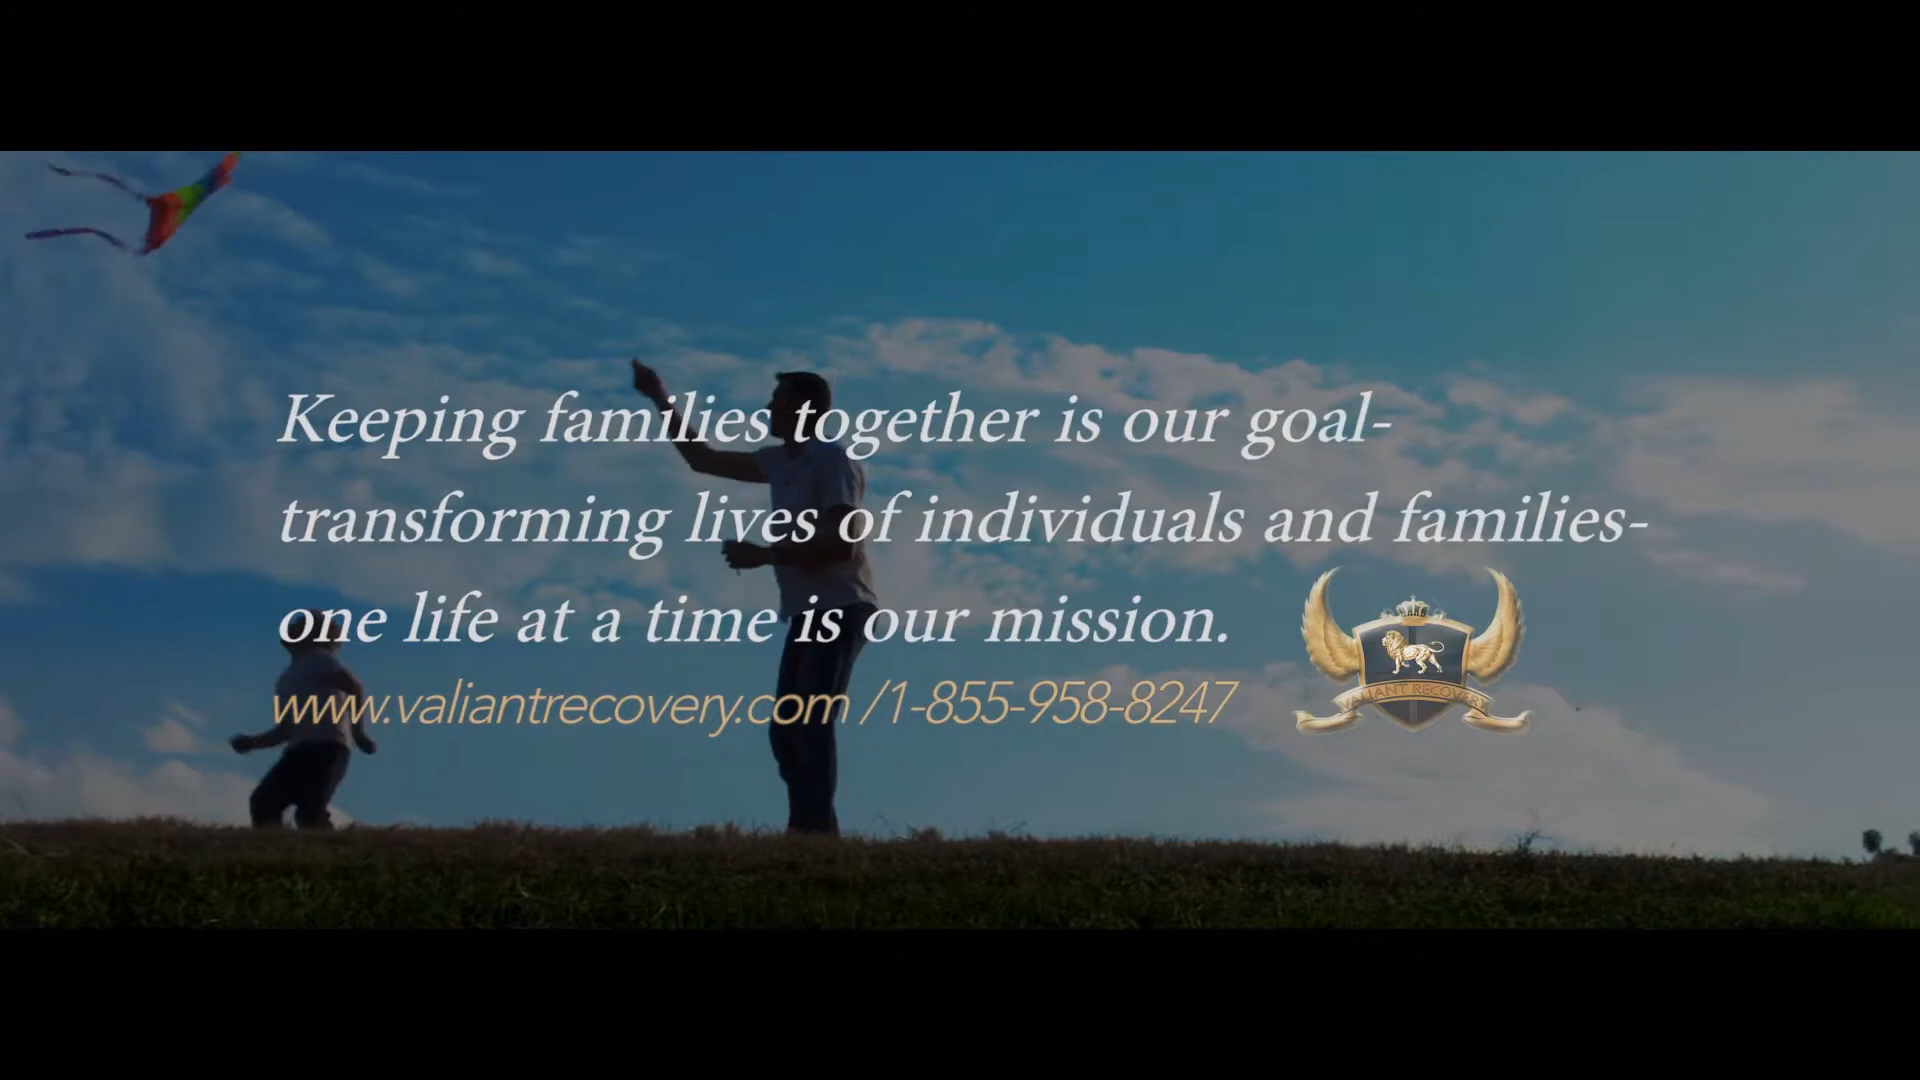 Keeping families together is our goal-
transforming lives of individuals and families-
one life at a time is our mission.
www.valiantrecovery.com /1-855-958-8247
VALIANT RECOVERY